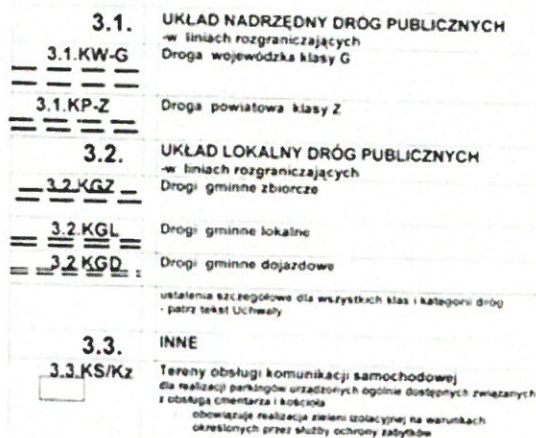 3.1. UKŁAD NADRZĘDNY DRÓG PUBLICZNYCH
-w liniach rozgraniczających
3.1.KW-G Droga wojewódzka klasy G
3.1.KP-Z Droga powiatowa klasy Z
3.2. UKŁAD LOKALNY DRÓG PUBLICZNYCH
-w liniach rozgraniczających
3.2.KGZ Drogi gminne zbiorcze
3.2.KGL Drogi gminne lokalne
3.2 KGD Drogi gminne dojazdowe
ustalenia szczegółowe dla wszystkich klas i kategorii dróg
- patrz tekst Uchwały
3.3. INNE
3.3.KS/Kz Tereny obsługi komunikacji samochodowej
dla realizacji parkingów urządzonych ogólnie dostępnych związanych
z obsługą cmentarza i kościoła
obowiązuje realizacja zieleni izolacyjnej na warunkach
określonych przez służby ochrony zabytków